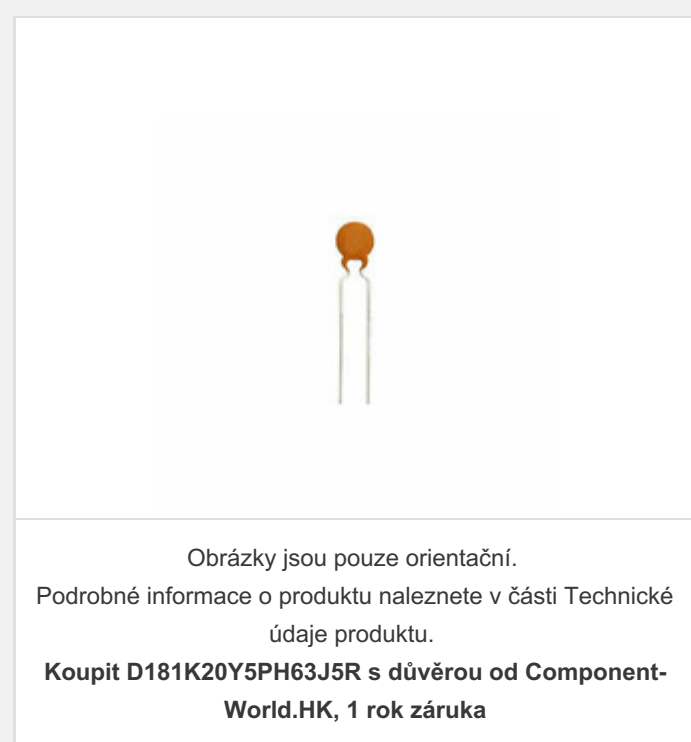 Obrázky jsou pouze orientační.
Podrobné informace o produktu naleznete v části Technické
údaje produktu.
Koupit D181K20Y5PH63J5R s důvěrou od Component-
World.HK, 1 rok záruka